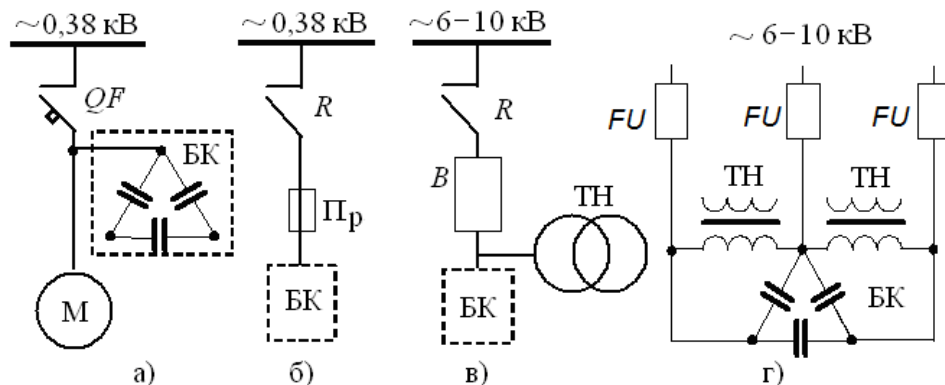 ~0,38 кВ
~0,38 кВ
~6−10 кВ
~ 6−10 кВ
QF
R
R
FU
FU
FU
БК
B
ТН
ТН
ТН
Пр
БК
БК
БК
М
а)
б)
в)
г)